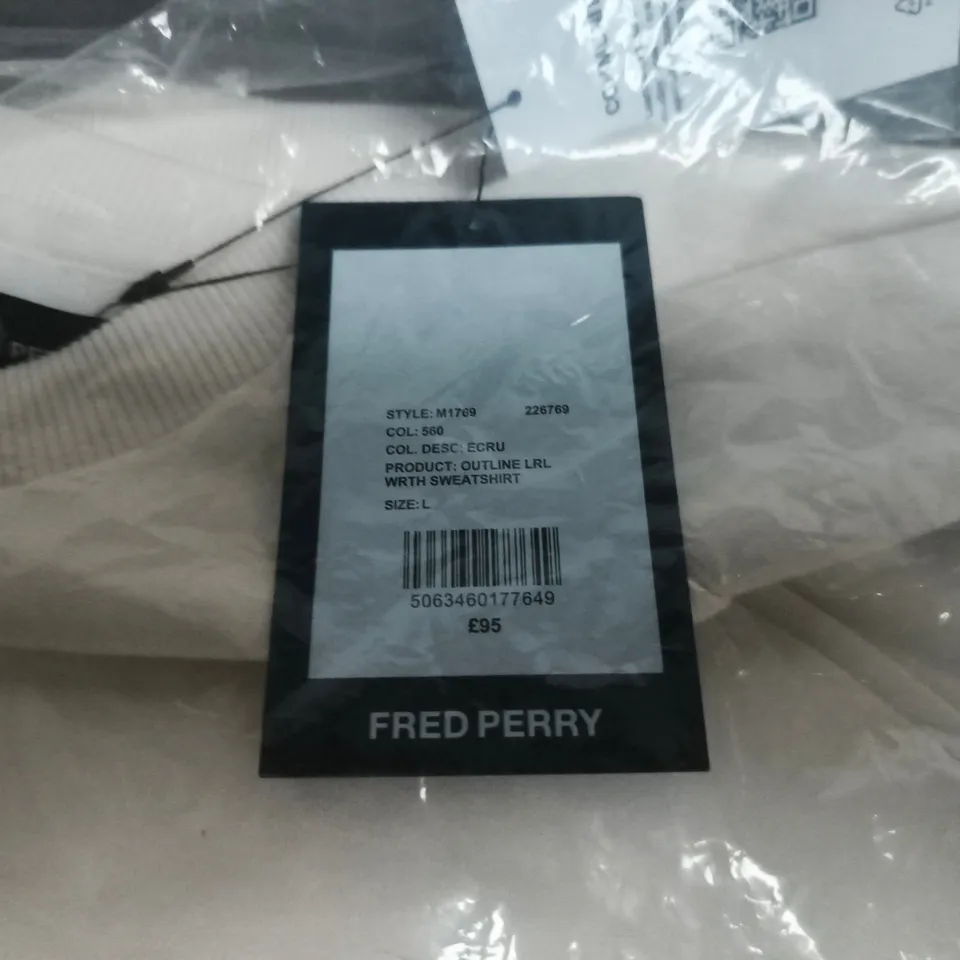 STYLE: M1769 226769
COL: 560
COL. DESC: ECRU
PRODUCT: OUTLINE LRL
WRTH SWEATSHIRT
SIZE: L
5063460177649
£95
FRED PERRY